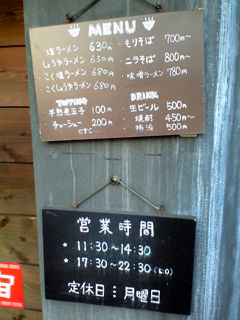 MENU
・塩ラーメン 630円
・しょうゆラーメン 630円
・こく塩ラーメン 680円
・こくしょうゆラーメン 680円
・もりそば 700円〜
・ニラそば 800円〜
・味噌ラーメン 780円
TOPPING
・半熟煮玉子 100円
・チャーシュー 200円
DRINK
・生ビール 500円
・焼酎 450円〜
・梅酒 500円
営業時間
* 11:30〜14:30
* 17:30〜22:30(L.O)
定休日：月曜日